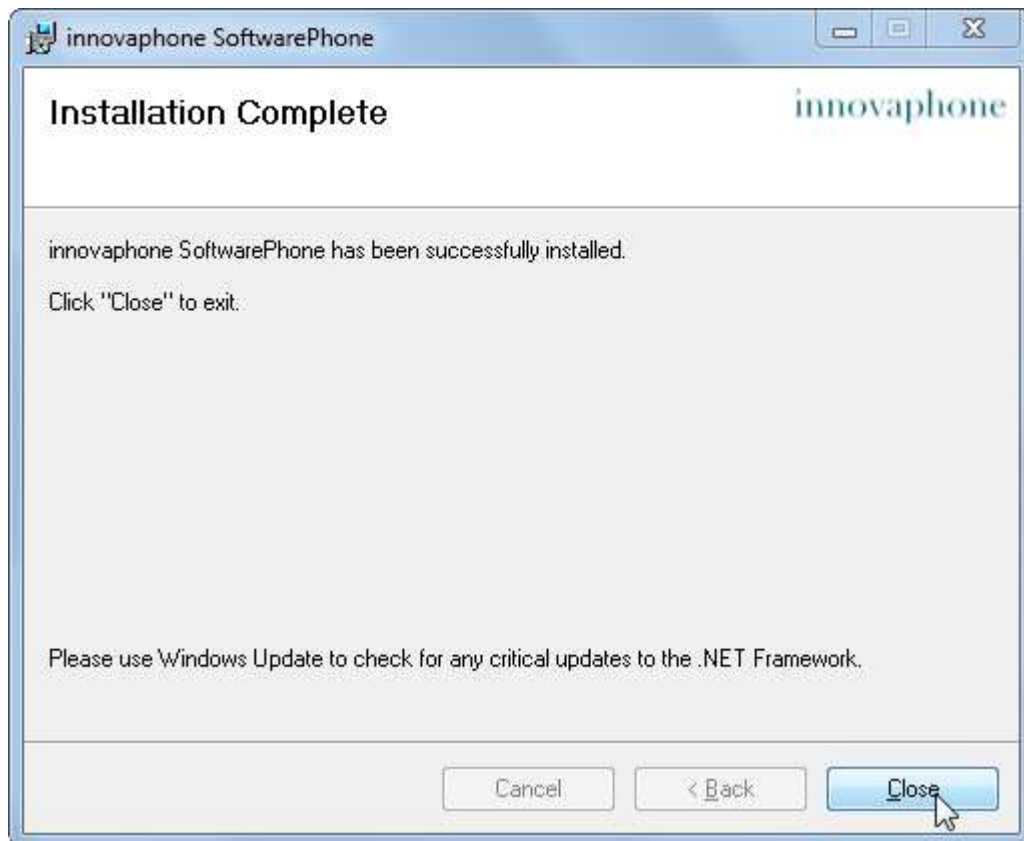 innovaphone SoftwarePhone
Installation Complete
innovaphone
innovaphone SoftwarePhone has been successfully installed.
Click "Close" to exit.
Please use Windows Update to check for any critical updates to the .NET Framework.
Cancel
< Back
Close